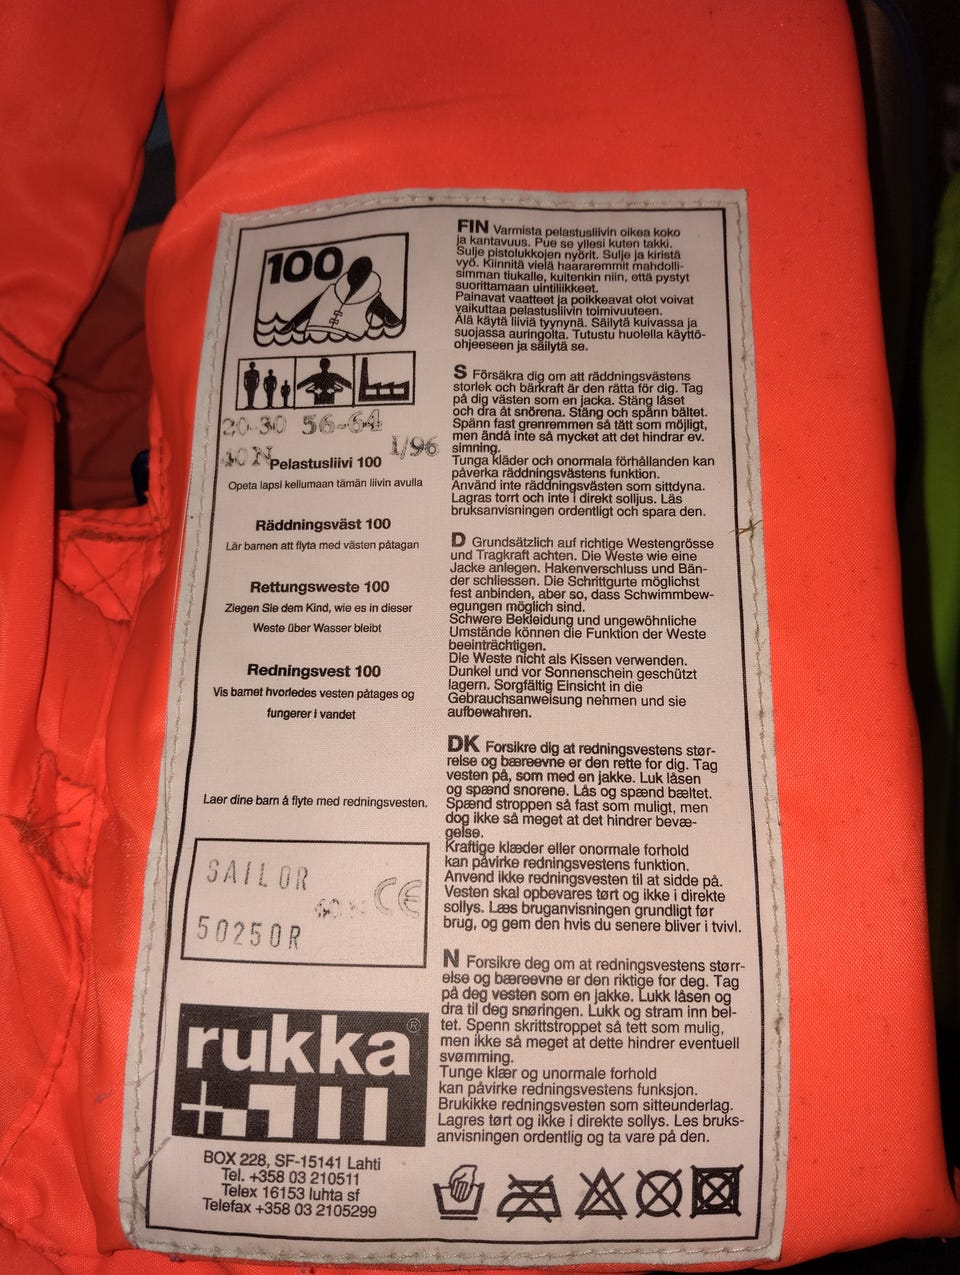 100
20-30 56-64
40 N 1/96
Pelastusliivi 100
Opeta lapsi kellumaan tämän liivin avulla
Räddningsväst 100
Lär barnen att flyta med västen påtagan
Rettungsweste 100
Ziegen Sie dem Kind, wie es in dieser
Weste über Wasser bleibt
Redningsvest 100
Vis barnet hvorledes vesten påtages og
fungerer i vandet
Laer dine barn å flyte med redningsvesten.
SAILOR
40N CE
50250R
rukka®
BOX 228, SF-15141 Lahti
Tel. +358 03 210511
Telex 16153 luhta sf
Telefax +358 03 2105299
FIN Varmista pelastusliivin oikea koko
ja kantavuus. Pue se yllesi kuten takki.
Sulje pistolukkojen nyörit. Sulje ja kiristä
vyö. Kiinnitä vielä haararemmit mahdolli-
simman tiukalle, kuitenkin niin, että pystyt
suorittamaan uintiliikkeet.
Painavat vaatteet ja poikkeavat olot voivat
vaikuttaa pelastusliivin toimivuuteen.
Älä käytä liiviä tyynynä. Säilytä kuivassa ja
suojassa auringolta. Tutustu huolella käyttö-
ohjeeseen ja säilytä se.
S Försäkra dig om att räddningsvästens
storlek och bärkraft är den rätta för dig. Tag
på dig västen som en jacka. Stäng låset
och dra åt snörena. Stäng och spänn bältet.
Spänn fast grenremmen så tätt som möjligt,
men ändå inte så mycket att det hindrar ev.
simning.
Tunga kläder och onormala förhållanden kan
påverka räddningsvästens funktion.
Använd inte räddningsvästen som sittdyna.
Lagras torrt och inte i direkt solljus. Läs
bruksanvisningen ordentligt och spara den.
D Grundsätzlich auf richtige Westengrösse
und Tragkraft achten. Die Weste wie eine
Jacke anlegen. Hakenverschluss und Bän-
der schliessen. Die Schrittgurte möglichst
fest anbinden, aber so, dass Schwimmbew-
egungen möglich sind.
Schwere Bekleidung und ungewöhnliche
Umstände können die Funktion der Weste
beeinträchtigen.
Die Weste nicht als Kissen verwenden.
Dunkel und vor Sonnenschein geschützt
lagern. Sorgfältig Einsicht in die
Gebrauchsanweisung nehmen und sie
aufbewahren.
DK Forsikre dig at redningsvestens stør-
relse og bæreevne er den rette for dig. Tag
vesten på, som med en jakke. Luk låsen
og spænd snorene. Lås og spænd bæltet.
Spænd stroppen så fast som muligt, men
dog ikke så meget at det hindrer bevæ-
gelse.
Kraftige klæder eller onormale forhold
kan påvirke redningsvestens funktion.
Anvend ikke redningsvesten til at sidde på.
Vesten skal opbevares tørt og ikke i direkte
sollys. Læs bruganvisningen grundligt før
brug, og gem den hvis du senere bliver i tvivl.
N Forsikre deg om at redningsvestens størr-
else og bæreevne er den riktige for deg. Tag
på deg vesten som en jakke. Lukk låsen og
dra til deg snøringen. Lukk og stram inn bel-
tet. Spenn skrittstroppet så tett som mulig,
men ikke så meget at dette hindrer eventuell
svømming.
Tunge klær og unormale forhold
kan påvirke redningsvestens funksjon.
Brukikke redningsvesten som sitteunderlag.
Lagres tørt og ikke i direkte sollys. Les bruks-
anvisningen ordentlig og ta vare på den.